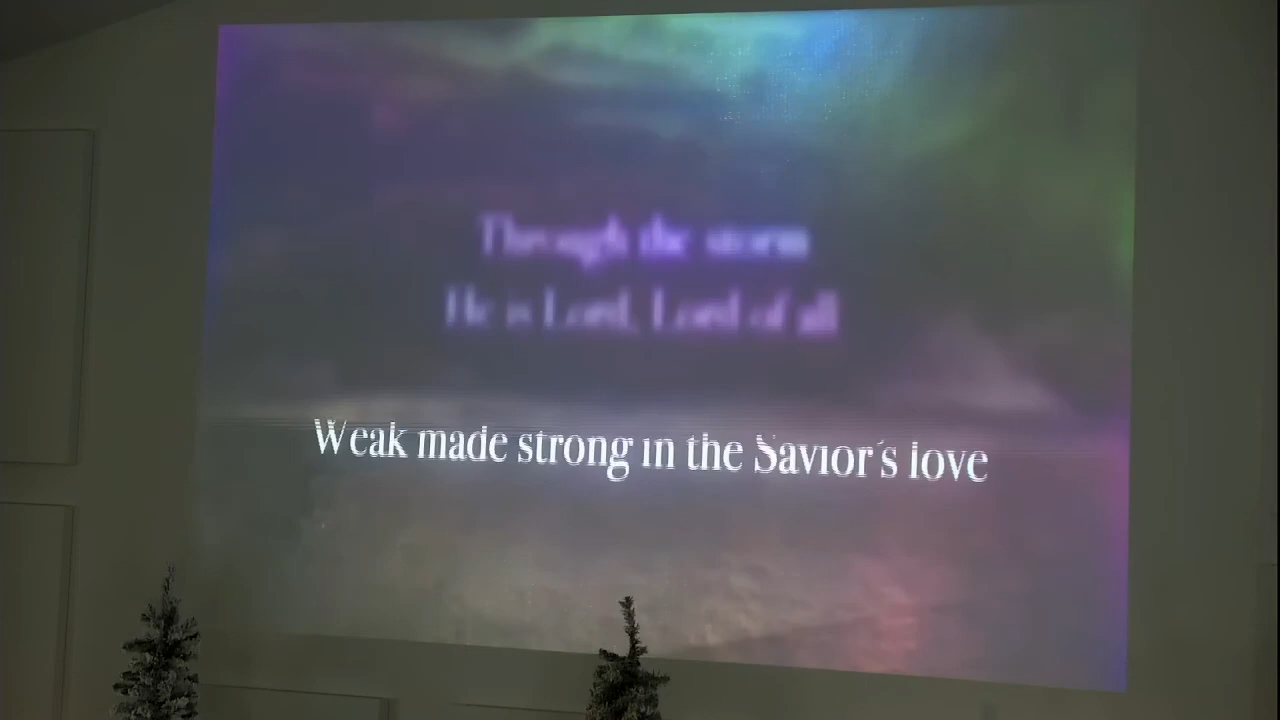 Through the storm
He is Lord, Lord of all
Weak made strong in the Savior's love